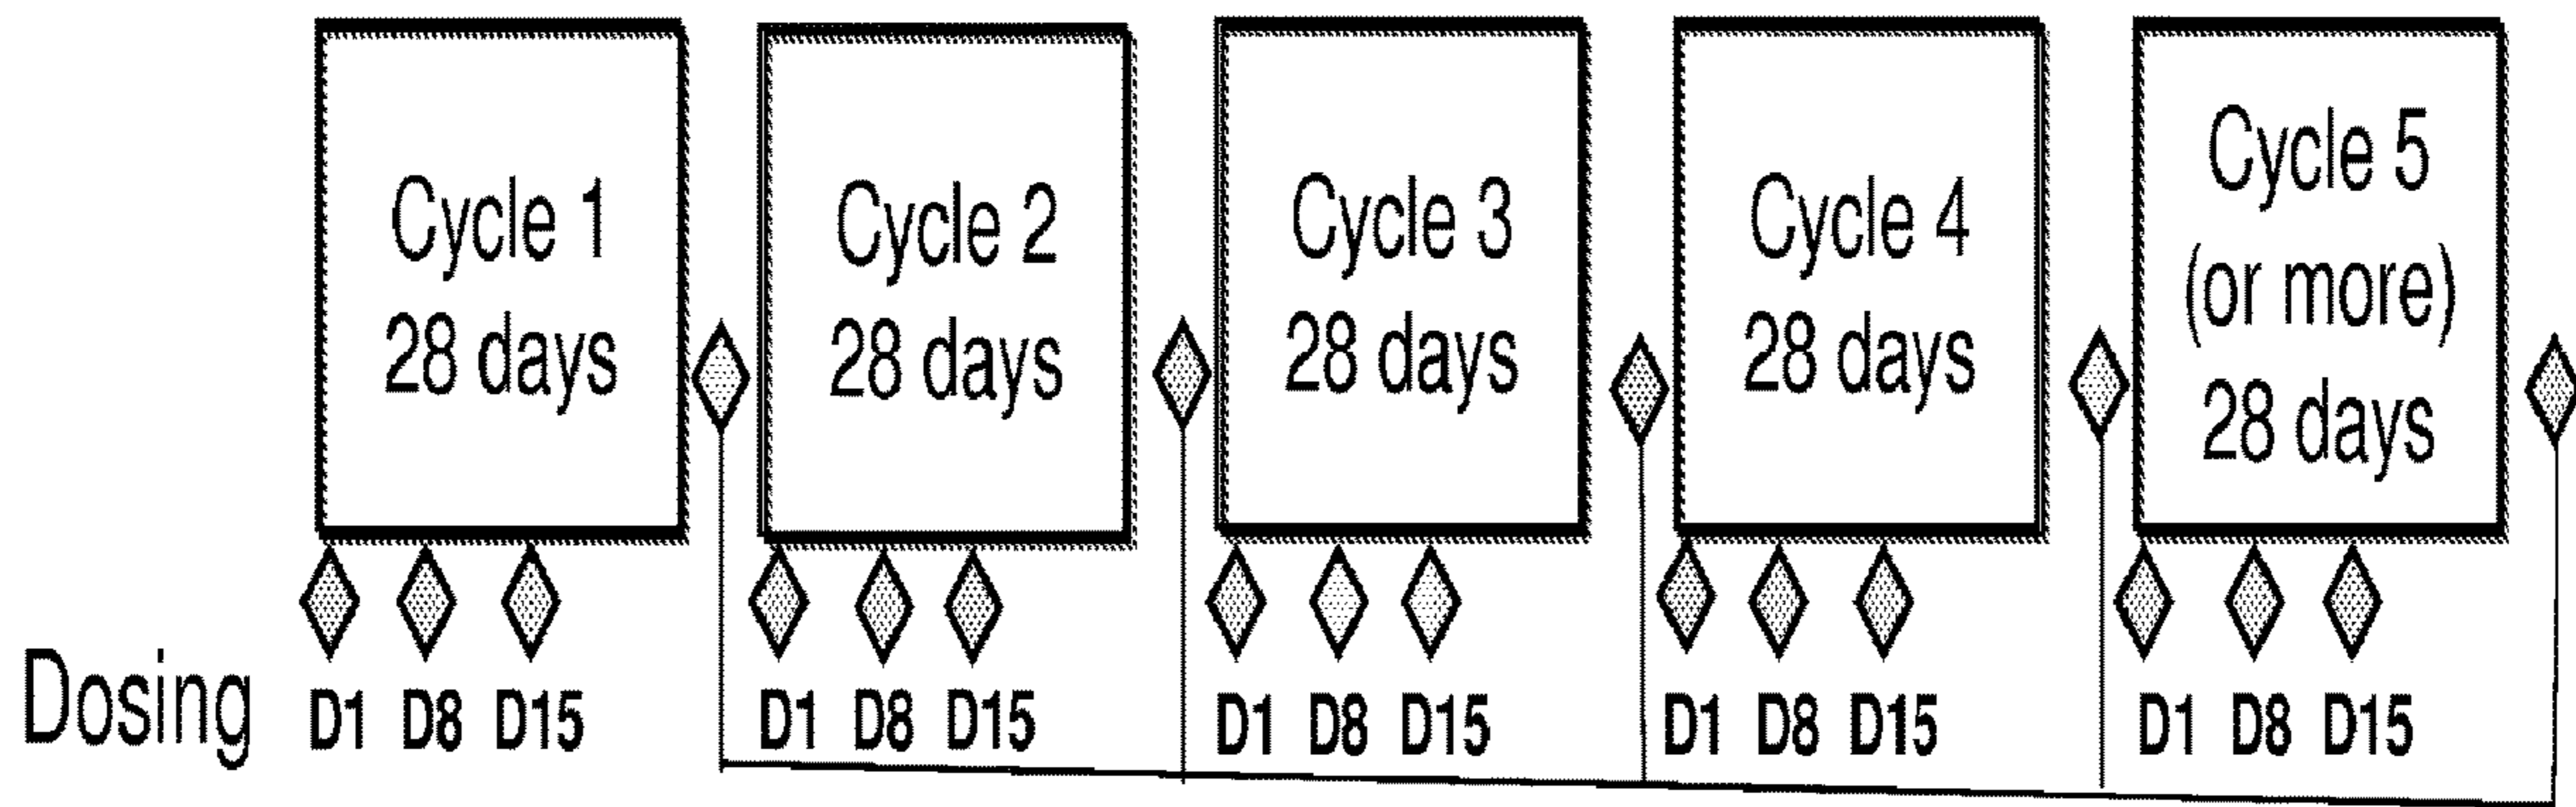 Cycle 1
28 days
Cycle 2
28 days
Cycle 3
28 days
Cycle 4
28 days
Cycle 5
(or more)
28 days
Dosing D1 D8 D15 D1 D8 D15 D1 D8 D15 D1 D8 D15 D1 D8 D15